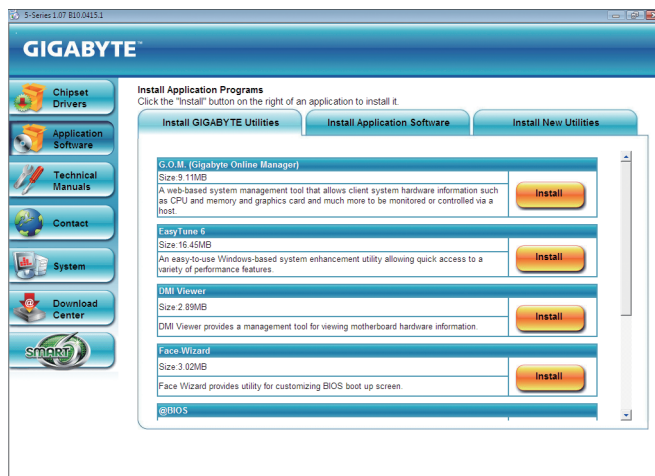 5-Series 1.07 B10.0415.1
GIGABYTE™
Chipset
Drivers
Application
Software
Technical
Manuals
Contact
System
Download
Center
SMART
Install Application Programs
Click the "Install" button on the right of an application to install it.
Install GIGABYTE Utilities
Install Application Software
Install New Utilities
G.O.M. (Gigabyte Online Manager)
Size:9.11MB
A web-based system management tool that allows client system hardware information such
as CPU and memory and graphics card and much more to be monitored or controlled via a
host.
Install
EasyTune 6
Size:16.45MB
An easy-to-use Windows-based system enhancement utility allowing quick access to a
variety of performance features.
Install
DMI Viewer
Size:2.89MB
DMI Viewer provides a management tool for viewing motherboard hardware information.
Install
Face-Wizard
Size:3.02MB
Face Wizard provides utility for customizing BIOS boot up screen.
Install
@BIOS